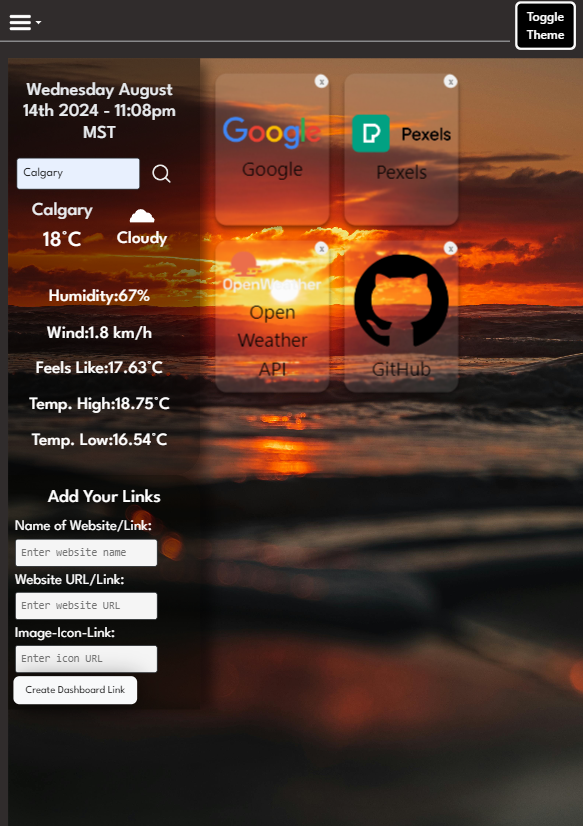 Toggle
Theme
Wednesday August
14th 2024 - 11:08pm
MST
Calgary
Calgary
18°C
Cloudy
Humidity:67%
Wind:1.8 km/h
Feels Like:17.63°C
Temp. High:18.75°C
Temp. Low:16.54°C
Add Your Links
Name of Website/Link:
Enter website name
Website URL/Link:
Enter website URL
Image-Icon-Link:
Enter icon URL
Create Dashboard Link
x
Google
Google
x
Pexels
Pexels
x
OpenWeather
Open
Weather
API
x
GitHub